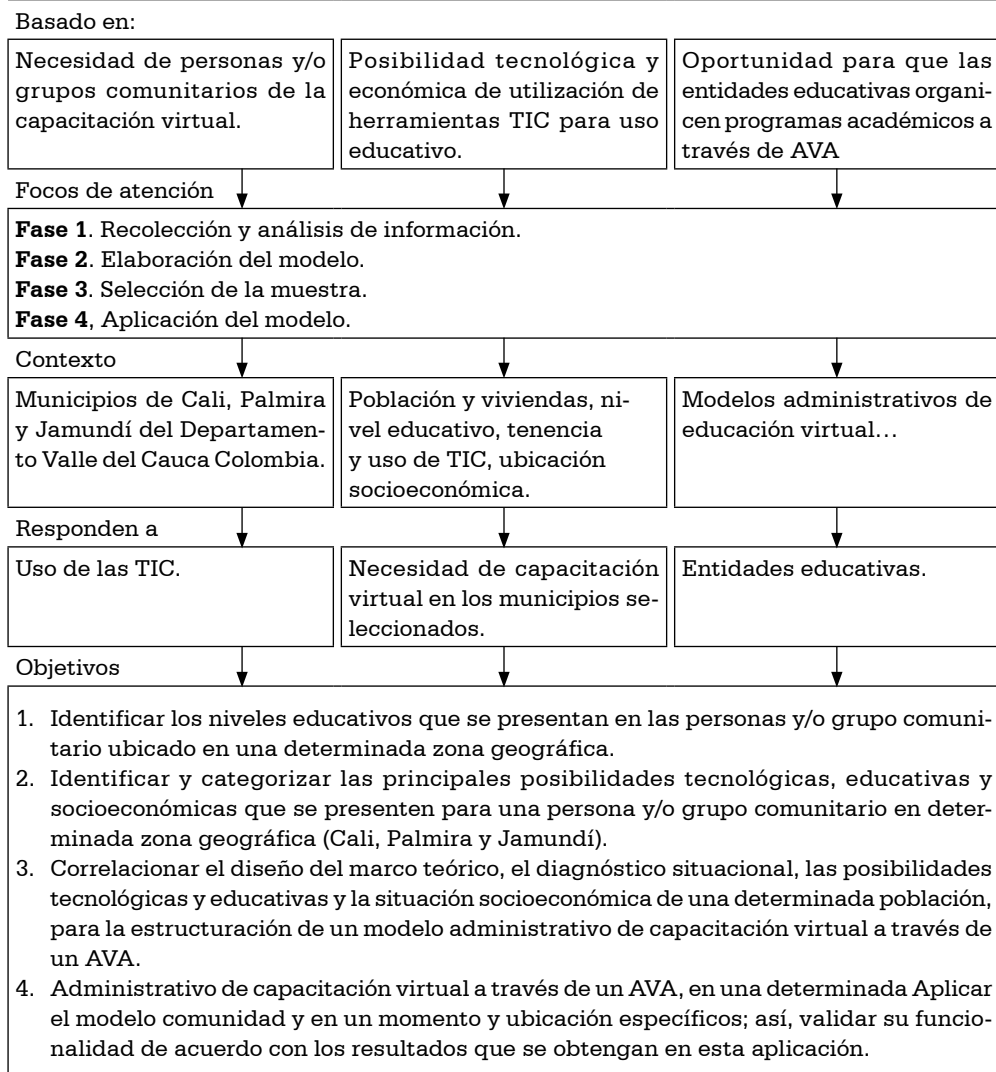 Basado en:
Necesidad de personas y/o
grupos comunitarios de la
capacitación virtual.
Posibilidad tecnológica y
económica de utilización de
herramientas TIC para uso
educativo.
Oportunidad para que las
entidades educativas organi-
cen programas académicos a
través de AVA
Focos de atención
Fase 1. Recolección y análisis de información.
Fase 2. Elaboración del modelo.
Fase 3. Selección de la muestra.
Fase 4, Aplicación del modelo.
Contexto
Municipios de Cali, Palmira
y Jamundí del Departamen-
to Valle del Cauca Colombia.
Población y viviendas, ni-
vel educativo, tenencia
y uso de TIC, ubicación
socioeconómica.
Modelos administrativos de
educación virtual...
Responden a
Uso de las TIC.
Necesidad de capacitación
virtual en los municipios se-
leccionados.
Entidades educativas.
Objetivos
1. Identificar los niveles educativos que se presentan en las personas y/o grupo comuni-
tario ubicado en una determinada zona geográfica.
2. Identificar y categorizar las principales posibilidades tecnológicas, educativas y
socioeconómicas que se presenten para una persona y/o grupo comunitario en deter-
minada zona geográfica (Cali, Palmira y Jamundí).
3. Correlacionar el diseño del marco teórico, el diagnóstico situacional, las posibilidades
tecnológicas y educativas y la situación socioeconómica de una determinada población,
para la estructuración de un modelo administrativo de capacitación virtual a través de
un AVA.
4. Administrativo de capacitación virtual a través de un AVA, en una determinada Aplicar
el modelo comunidad y en un momento y ubicación específicos; así, validar su funcio-
nalidad de acuerdo con los resultados que se obtengan en esta aplicación.